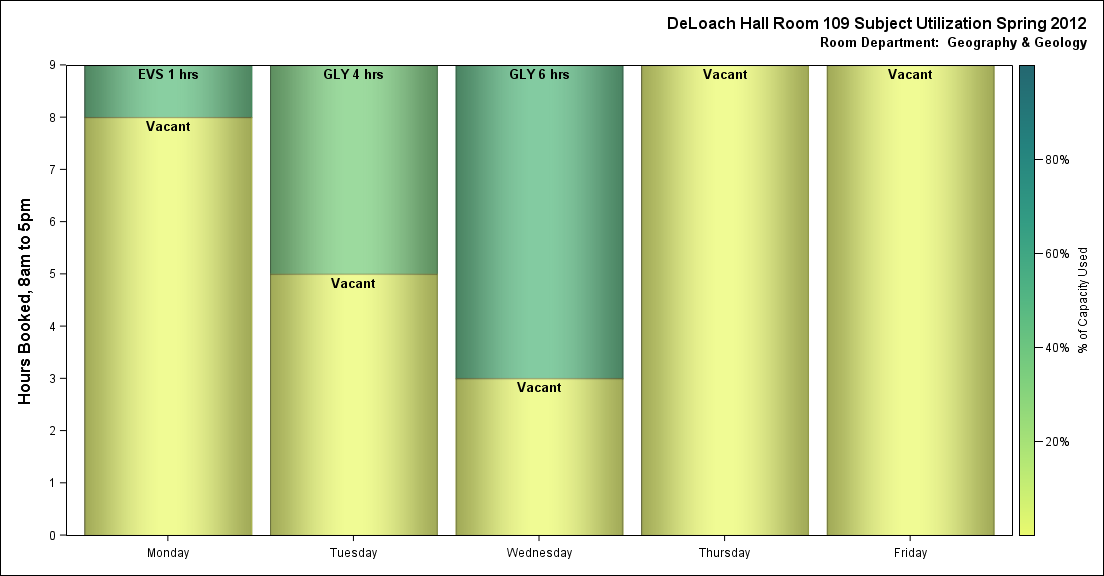 DeLoach Hall Room 109 Subject Utilization Spring 2012
Room Department:  Geography & Geology
Hours Booked, 8am to 5pm
9
8
7
6
5
4
3
2
1
0
EVS 1 hrs
Vacant
GLY 4 hrs
Vacant
GLY 6 hrs
Vacant
Vacant
Vacant
Monday
Tuesday
Wednesday
Thursday
Friday
80%
60%
40%
20%
% of Capacity Used